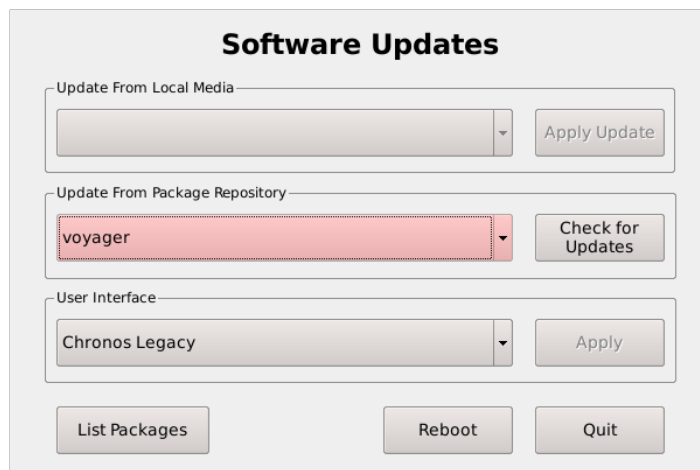 Software Updates
Update From Local Media
Apply Update
Update From Package Repository
voyager
Check for
Updates
User Interface
Chronos Legacy
Apply
List Packages
Reboot
Quit